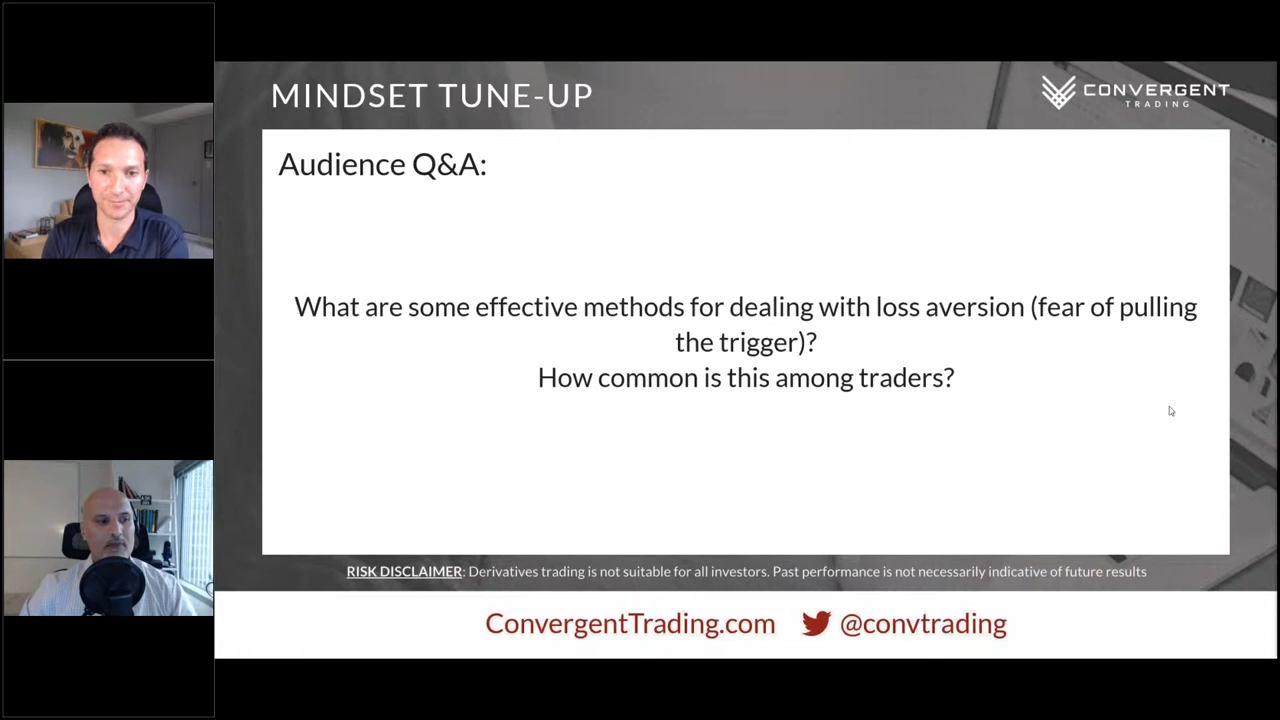 MINDSET TUNE-UP
CONVERGENT
TRADING
Audience Q&A:
What are some effective methods for dealing with loss aversion (fear of pulling
the trigger)?
How common is this among traders?
RISK DISCLAIMER: Derivatives trading is not suitable for all investors. Past performance is not necessarily indicative of future results
ConvergentTrading.com @convtrading